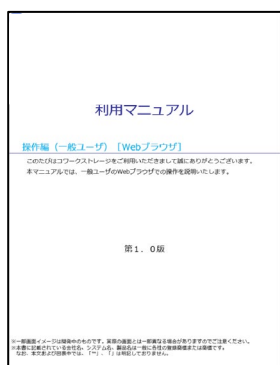 利用マニュアル
操作編（一般ユーザ）［Webブラウザ］
このたびはコワークストレージをご利用いただきまして誠にありがとうございます。
本マニュアルでは、一般ユーザのWebブラウザでの操作を説明いたします。
第1．0版
※一部画面イメージは開発中のものです。実際の画面とは一部異なる場合がありますのでご注意ください。
※本書に記載されている会社名、システム名、製品名は一般に各社の登録商標または商標です。
なお、本文および図表中では、「™」、「」は明記しておりません。